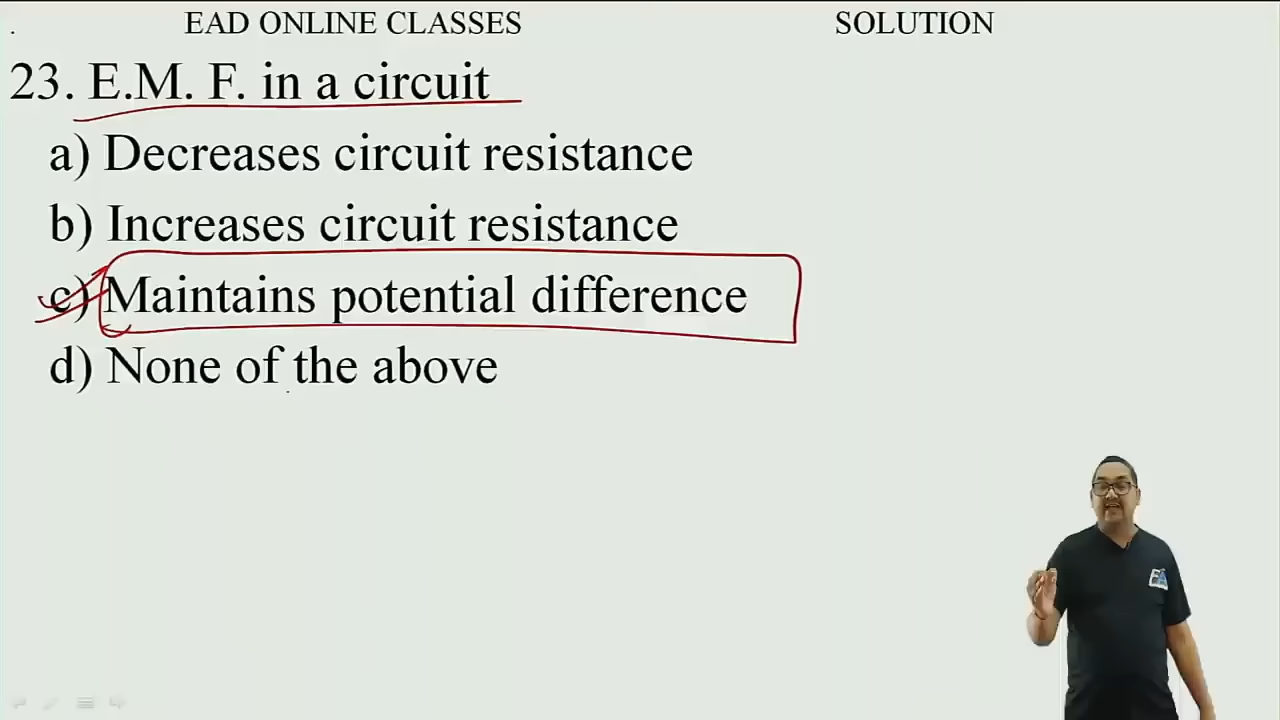 EAD ONLINE CLASSES SOLUTION
23. E.M. F. in a circuit
a) Decreases circuit resistance
b) Increases circuit resistance
c) Maintains potential difference
d) None of the above